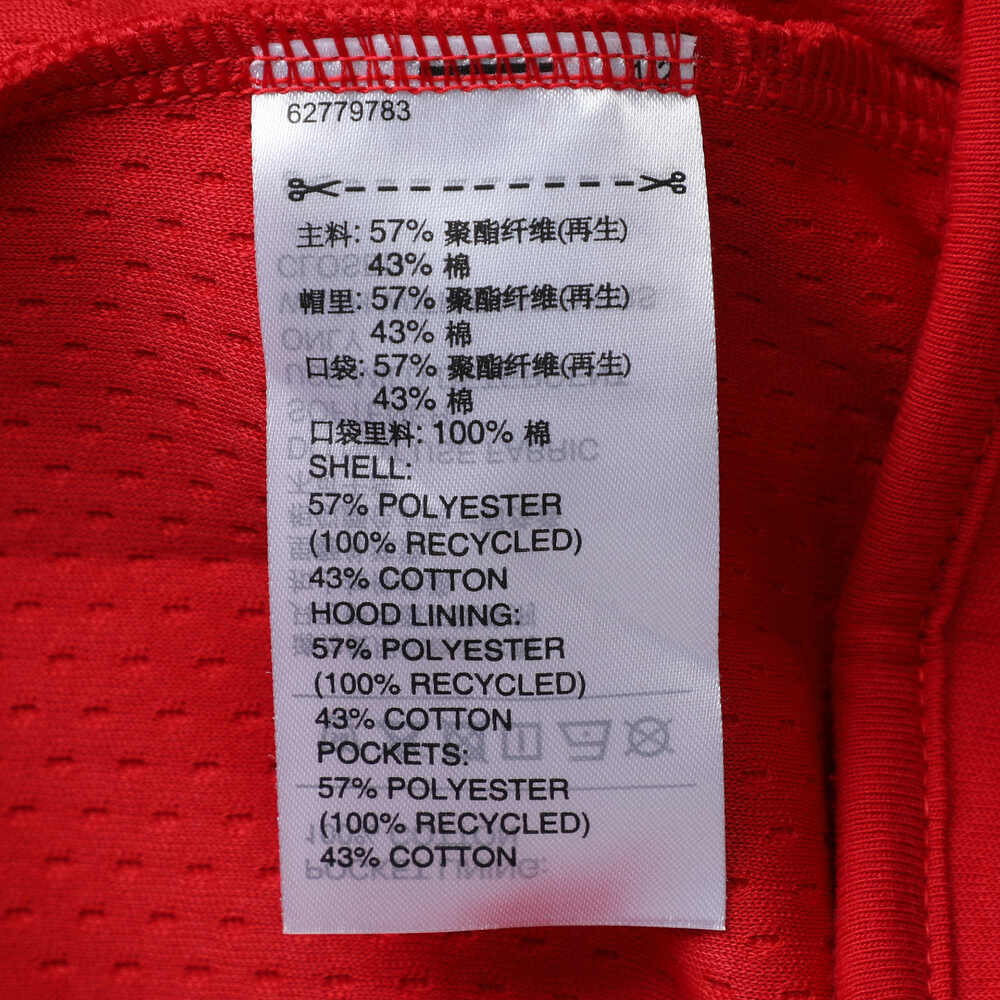 12
62779783
主料: 57% 聚酯纤维(再生)
43% 棉
帽里: 57% 聚酯纤维(再生)
43% 棉
口袋: 57% 聚酯纤维(再生)
43% 棉
口袋里料: 100% 棉
SHELL:
57% POLYESTER
(100% RECYCLED)
43% COTTON
HOOD LINING:
57% POLYESTER
(100% RECYCLED)
43% COTTON
POCKETS:
57% POLYESTER
(100% RECYCLED)
43% COTTON